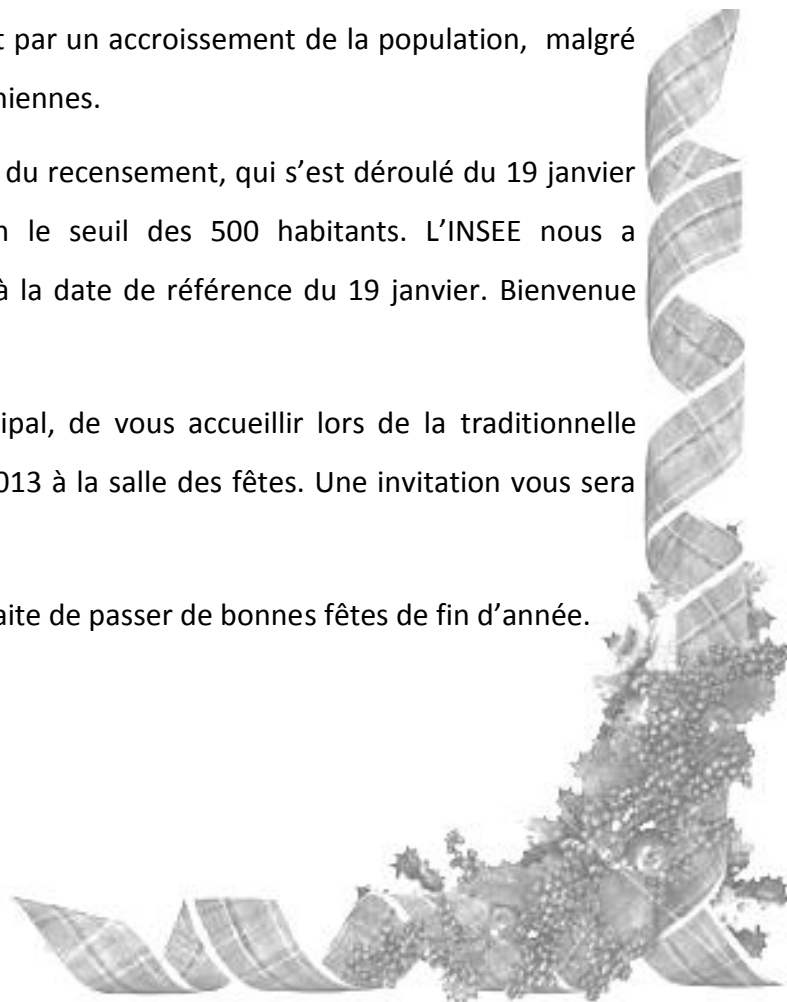 t par un accroissement de la population, malgré
niennes.
du recensement, qui s’est déroulé du 19 janvier
n le seuil des 500 habitants. L’INSEE nous a
à la date de référence du 19 janvier. Bienvenue
ipal, de vous accueillir lors de la traditionnelle
013 à la salle des fêtes. Une invitation vous sera
aite de passer de bonnes fêtes de fin d’année.